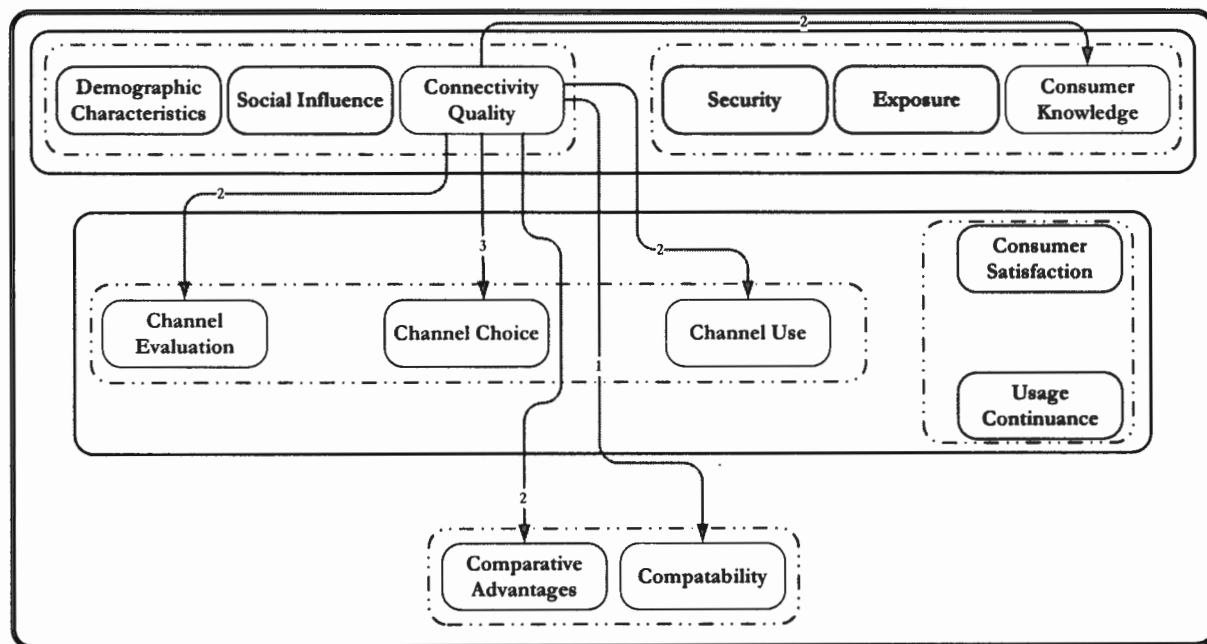 2
Demographic
Characteristics
Social Influence
Connectivity
Quality
Security
Exposure
Consumer
Knowledge
2
3
2
Consumer
Satisfaction
Channel
Evaluation
Channel Choice
Channel Use
1
Usage
Continuance
2
Comparative
Advantages
Compatability